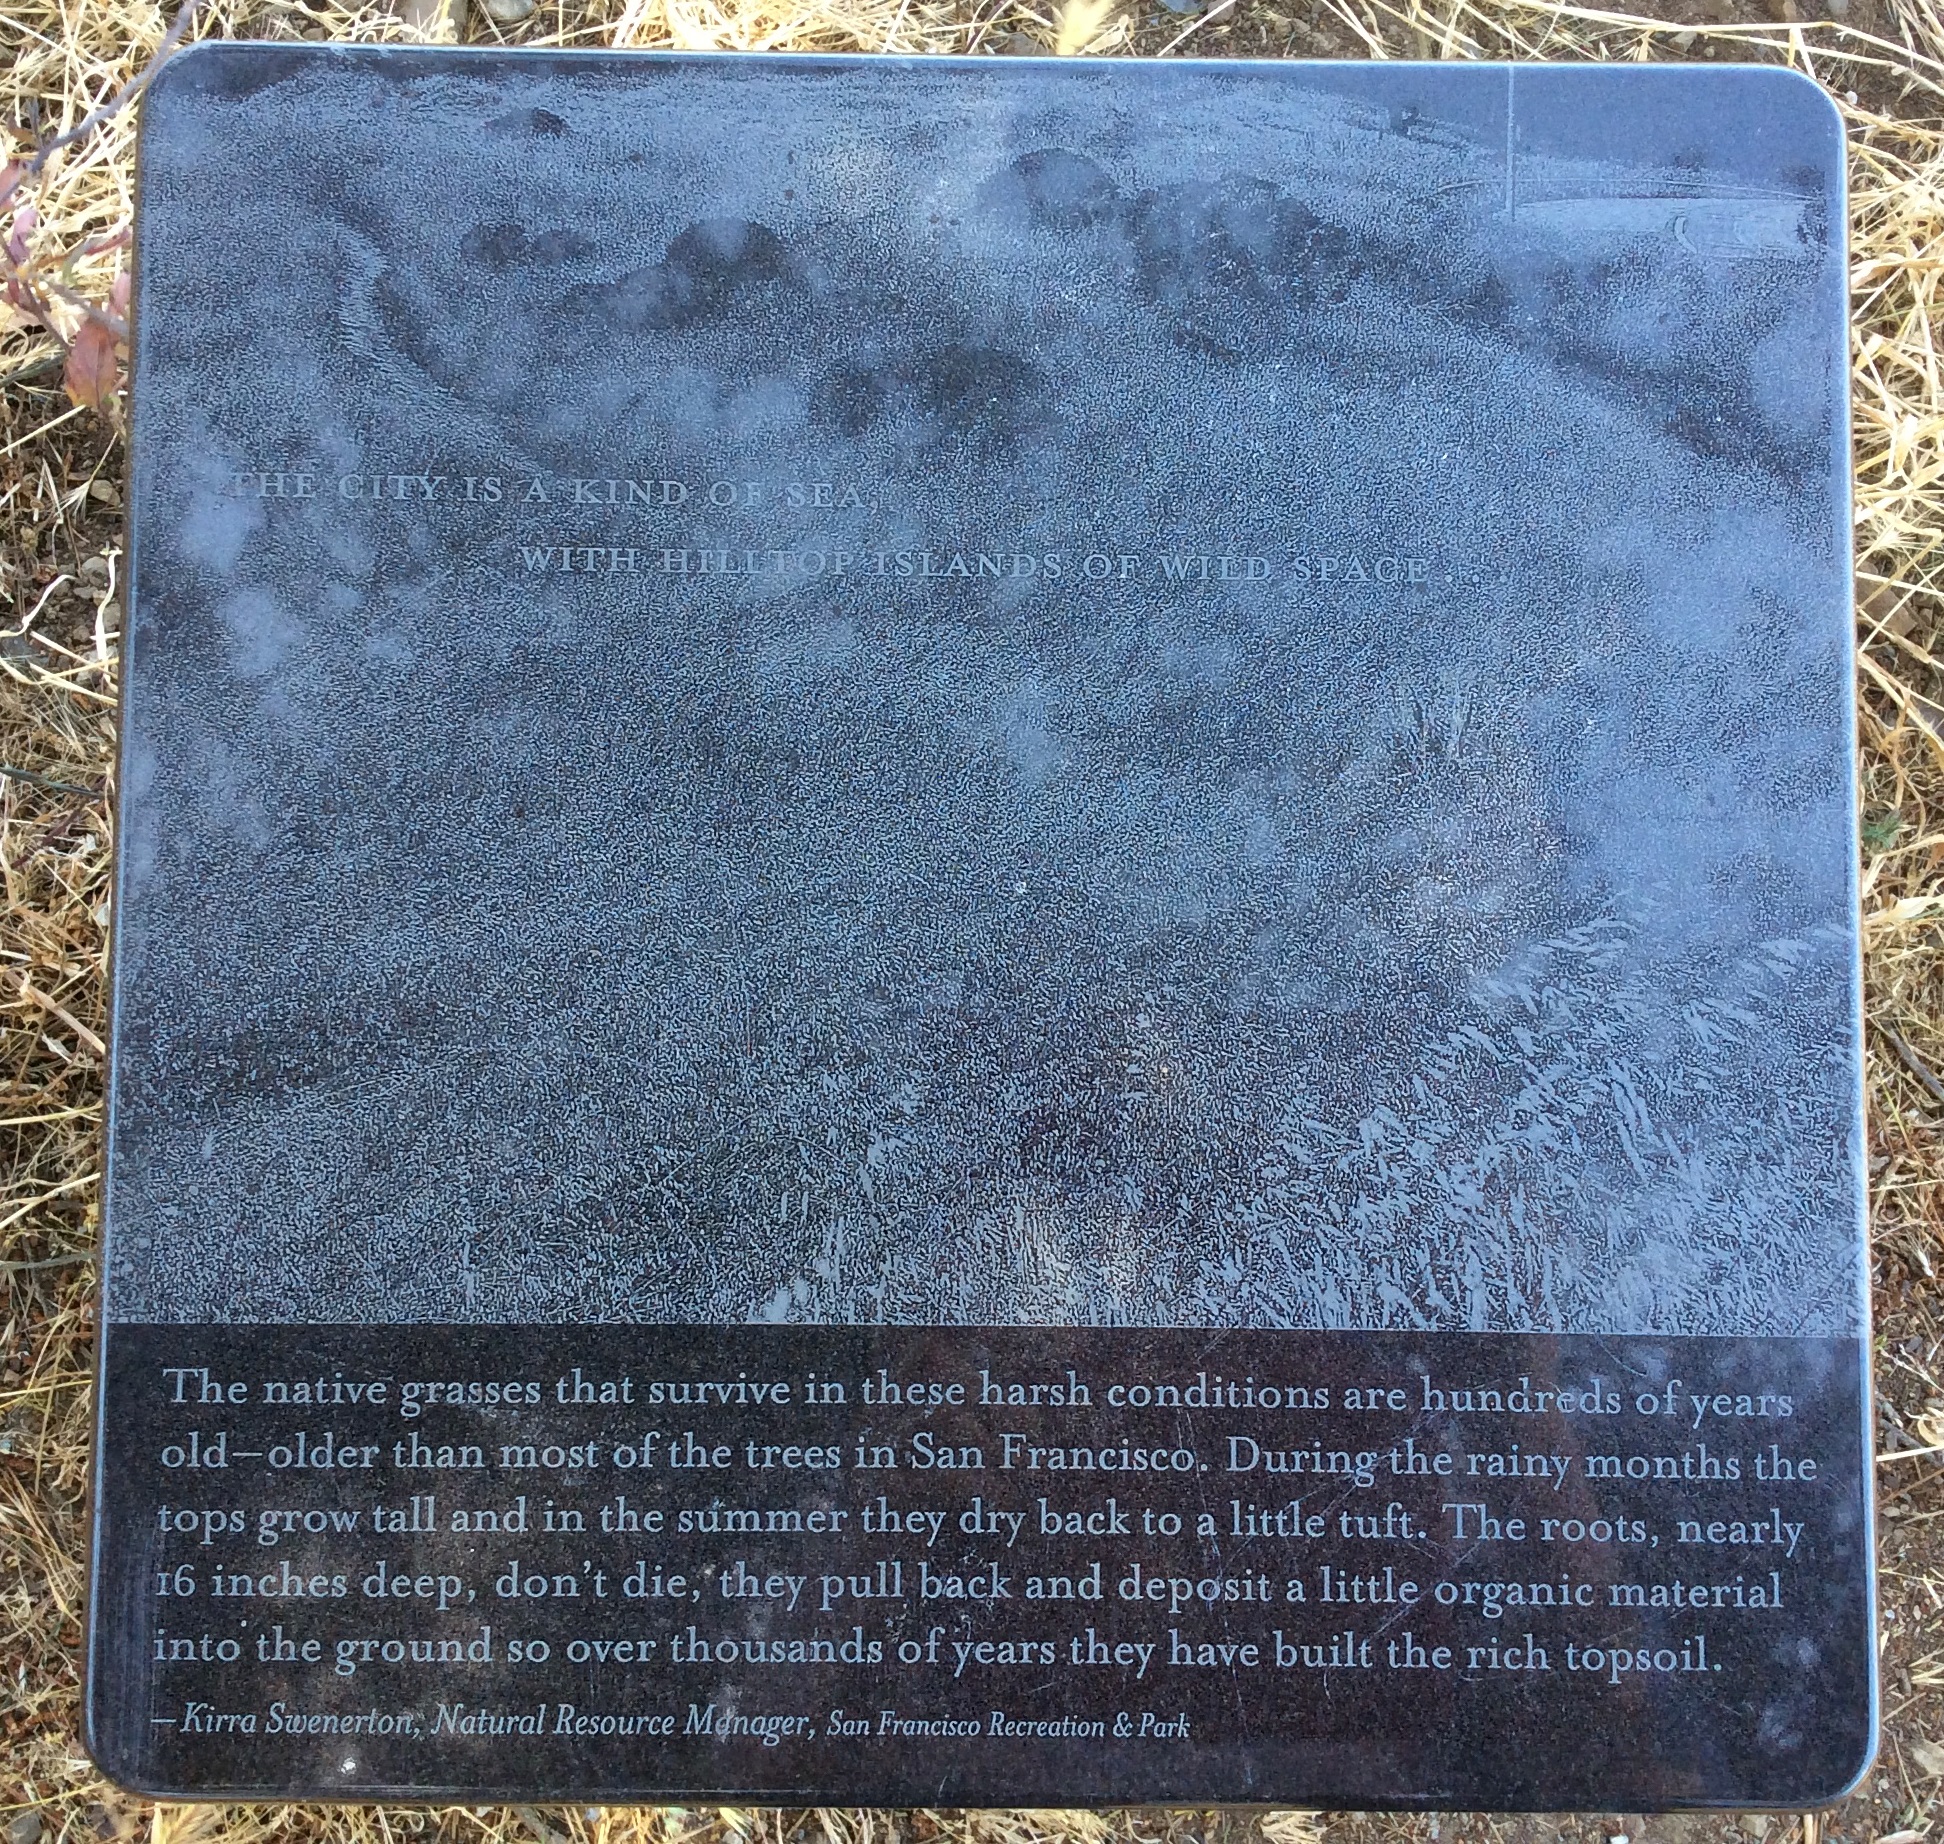 THE CITY IS A KIND OF SEA,
WITH HILLTOP ISLANDS OF WILD SPACE . . .
The native grasses that survive in these harsh conditions are hundreds of years
old—older than most of the trees in San Francisco. During the rainy months the
tops grow tall and in the summer they dry back to a little tuft. The roots, nearly
16 inches deep, don't die, they pull back and deposit a little organic material
into the ground so over thousands of years they have built the rich topsoil.
—Kirra Swenerton, Natural Resource Manager, San Francisco Recreation & Park